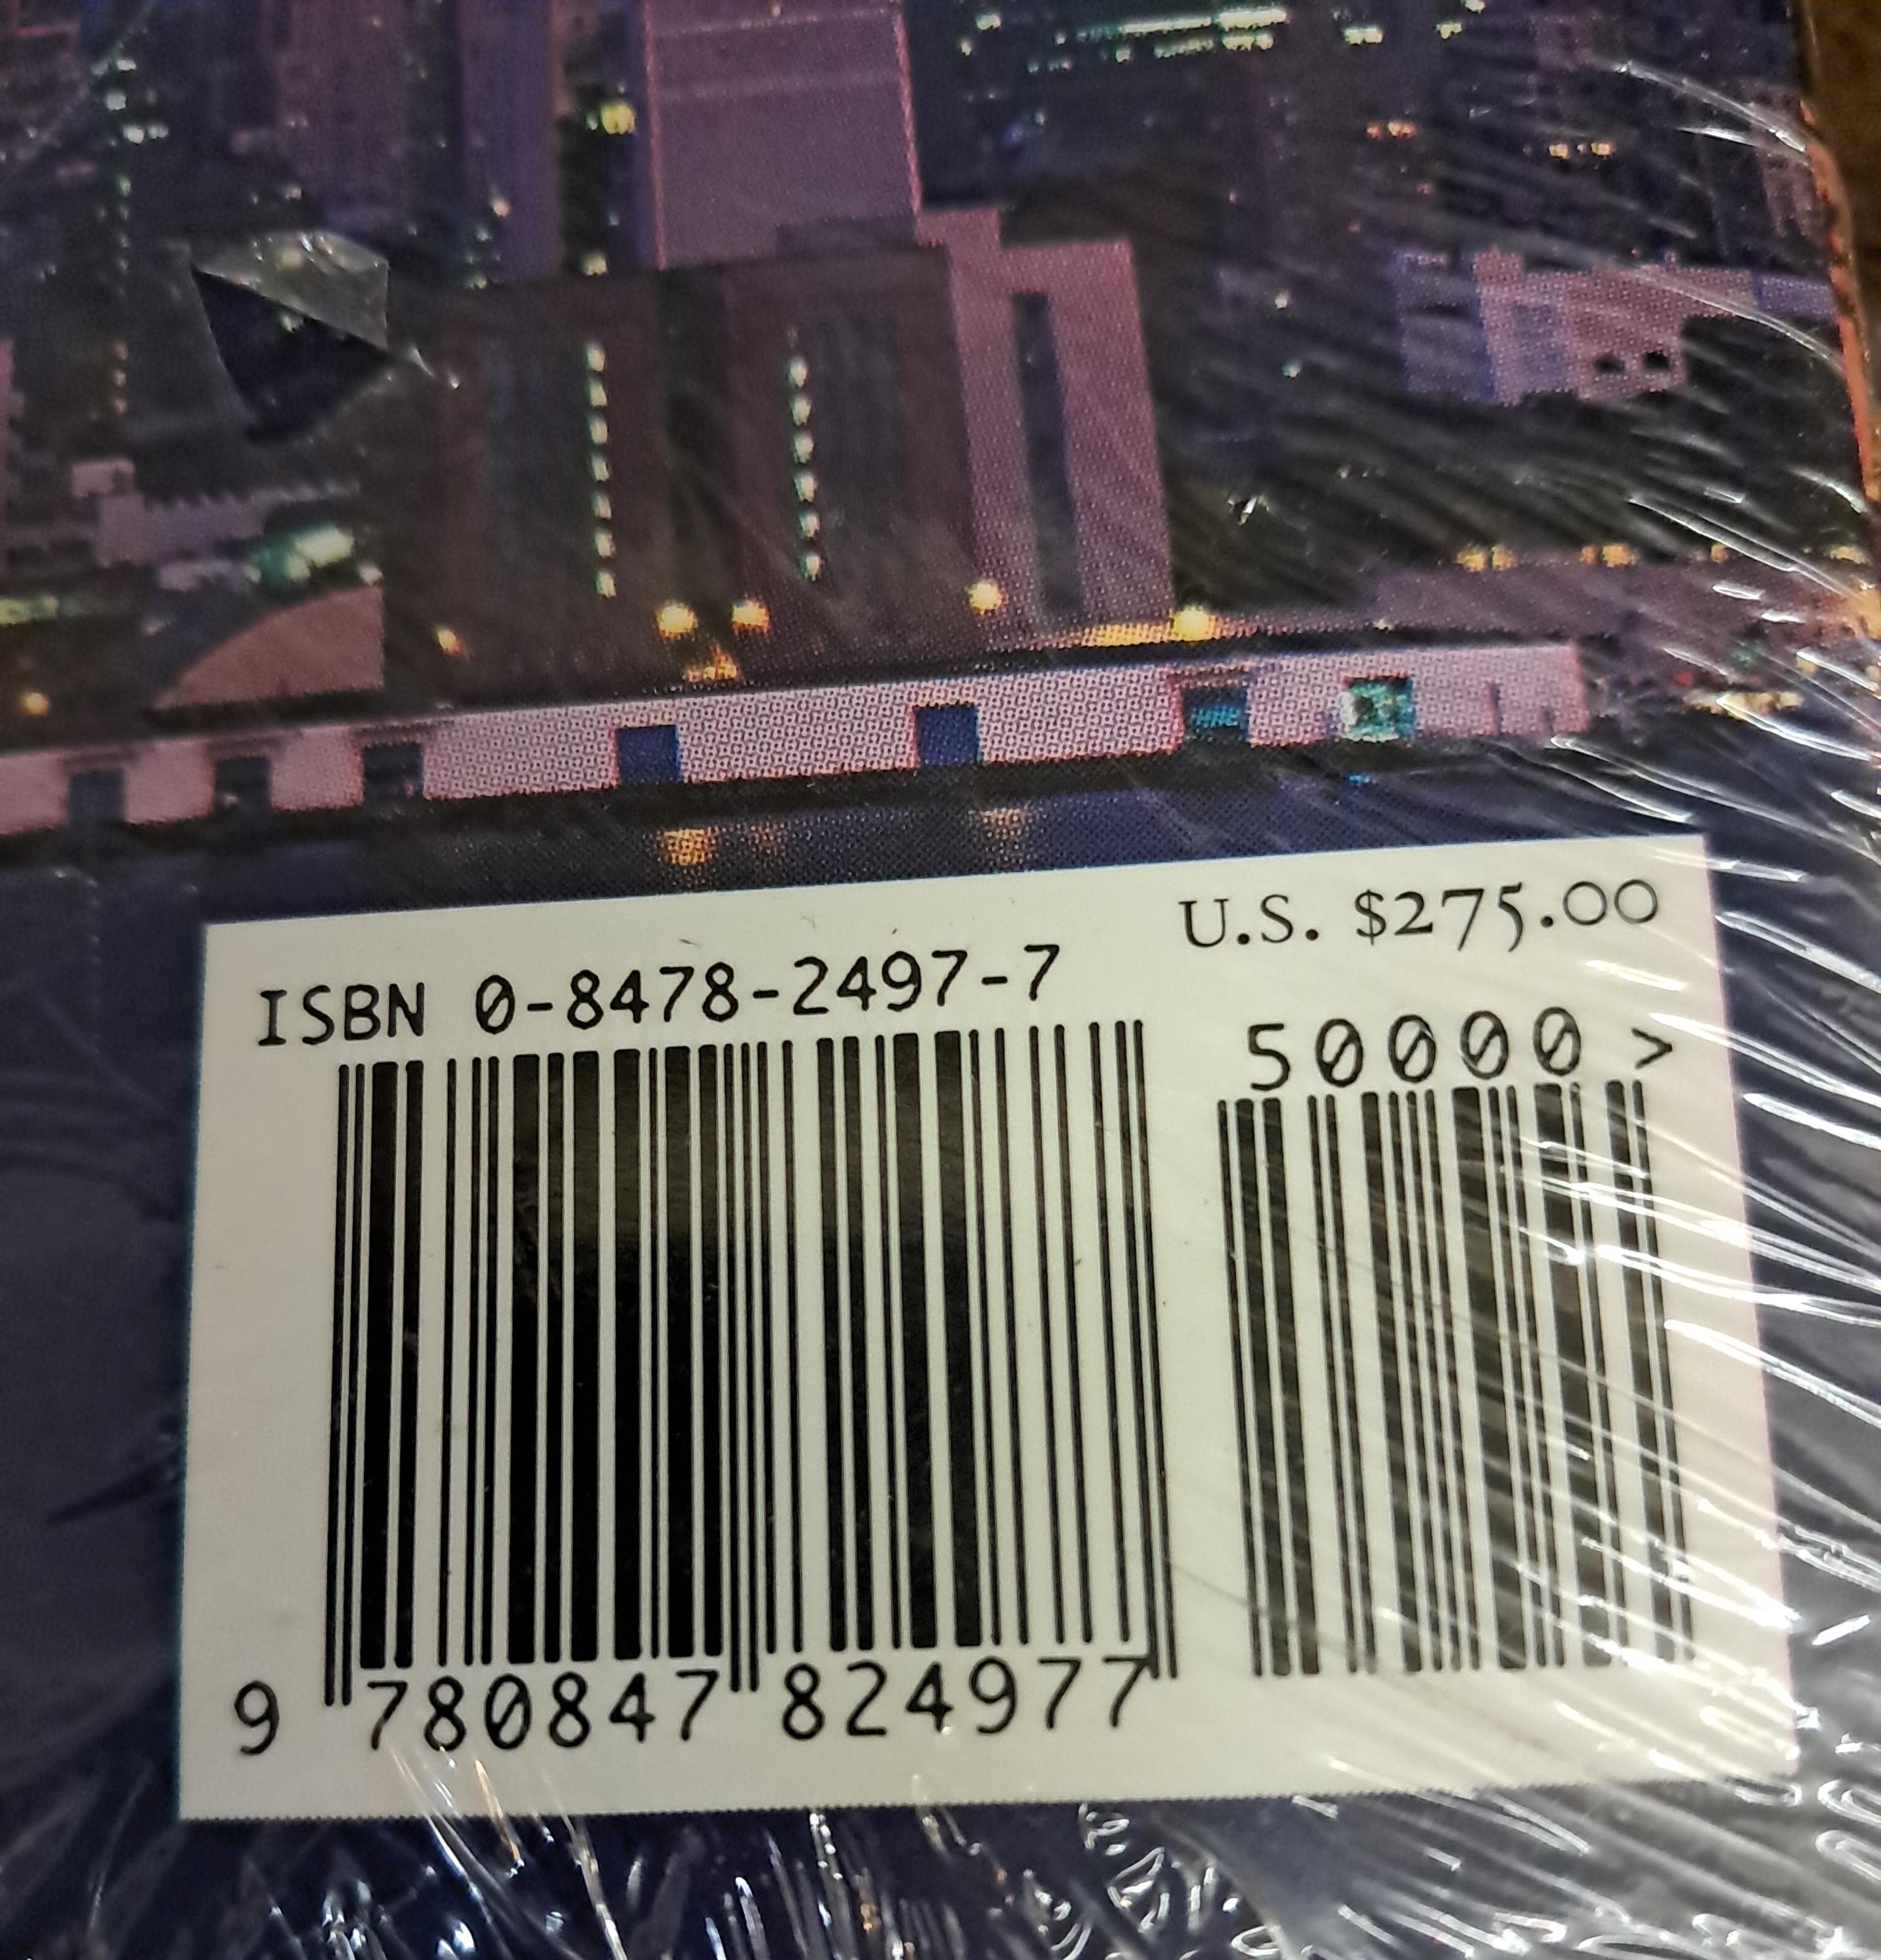 U.S. $275.00
ISBN 0-8478-2497-7
50000 >
9 780847 824977